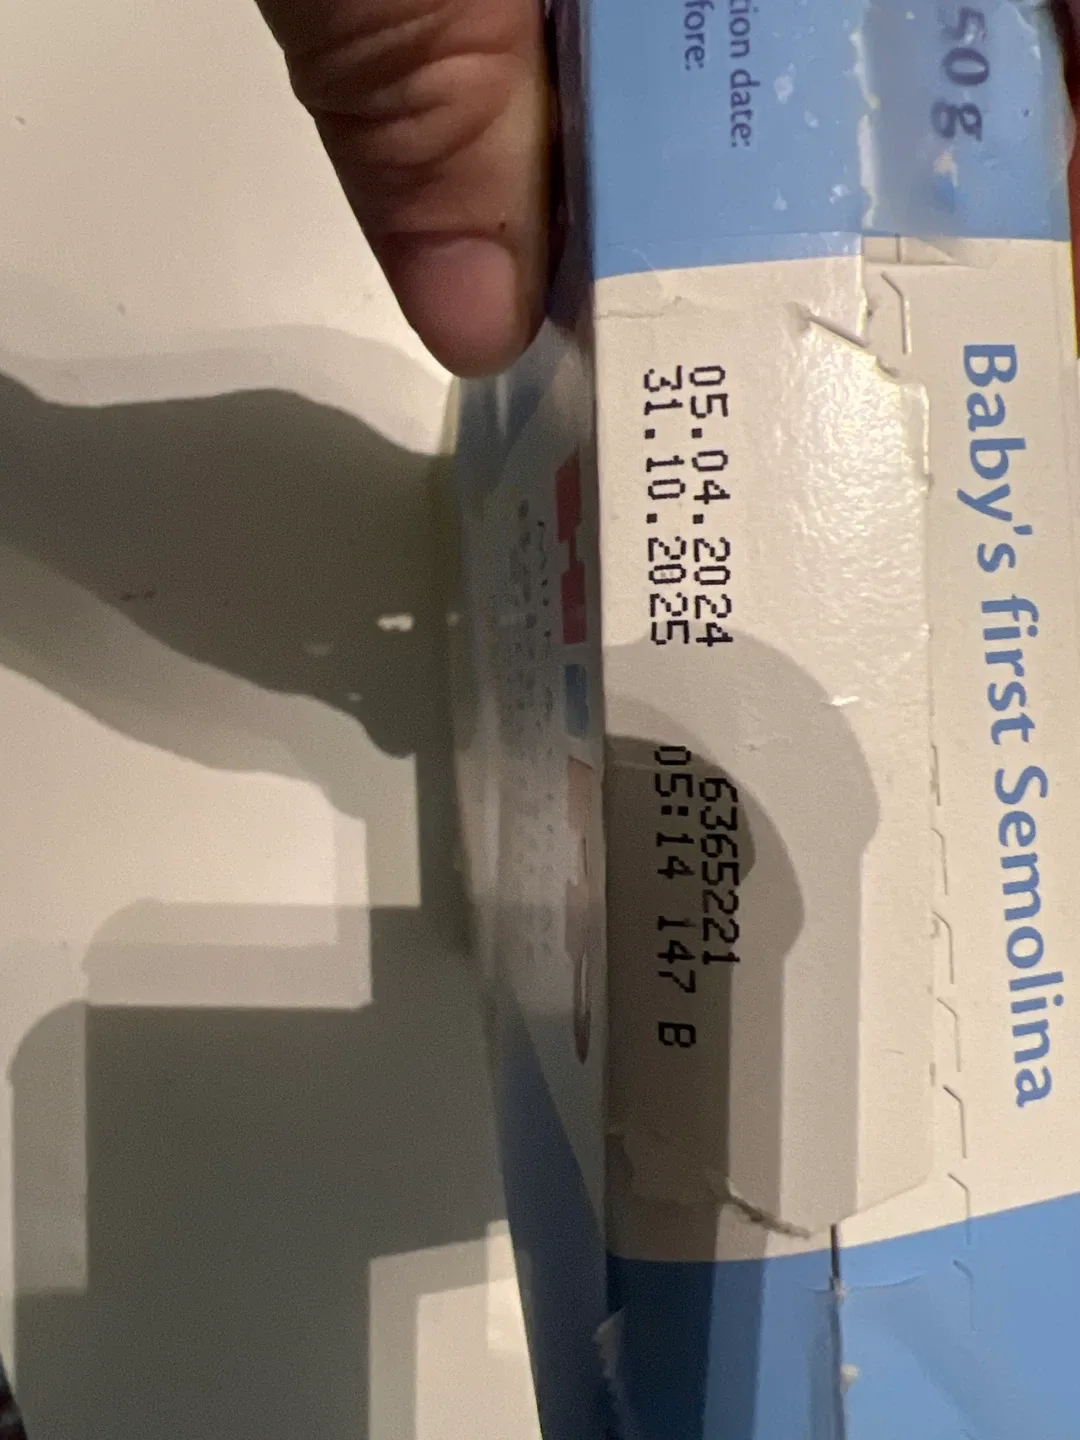 50 g
tion date:
fore:
05.04.2024
31.10.2025
6365221
05:14 147 B
Baby's first Semolina